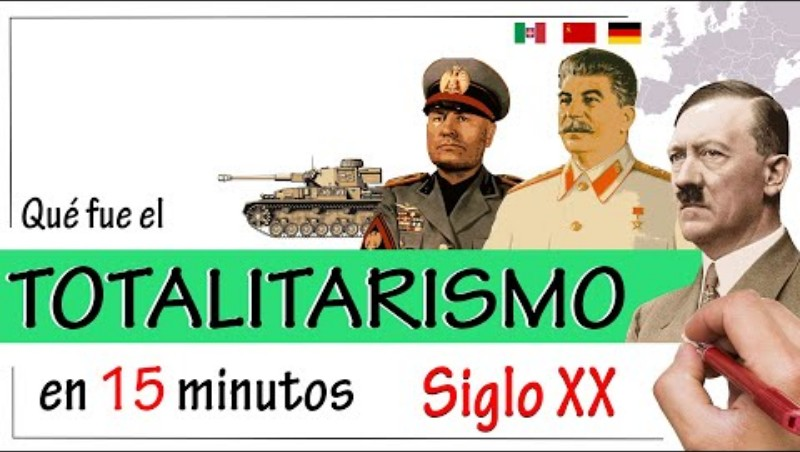 Qué fue el
TOTALITARISMO
en 15 minutos
Siglo XX